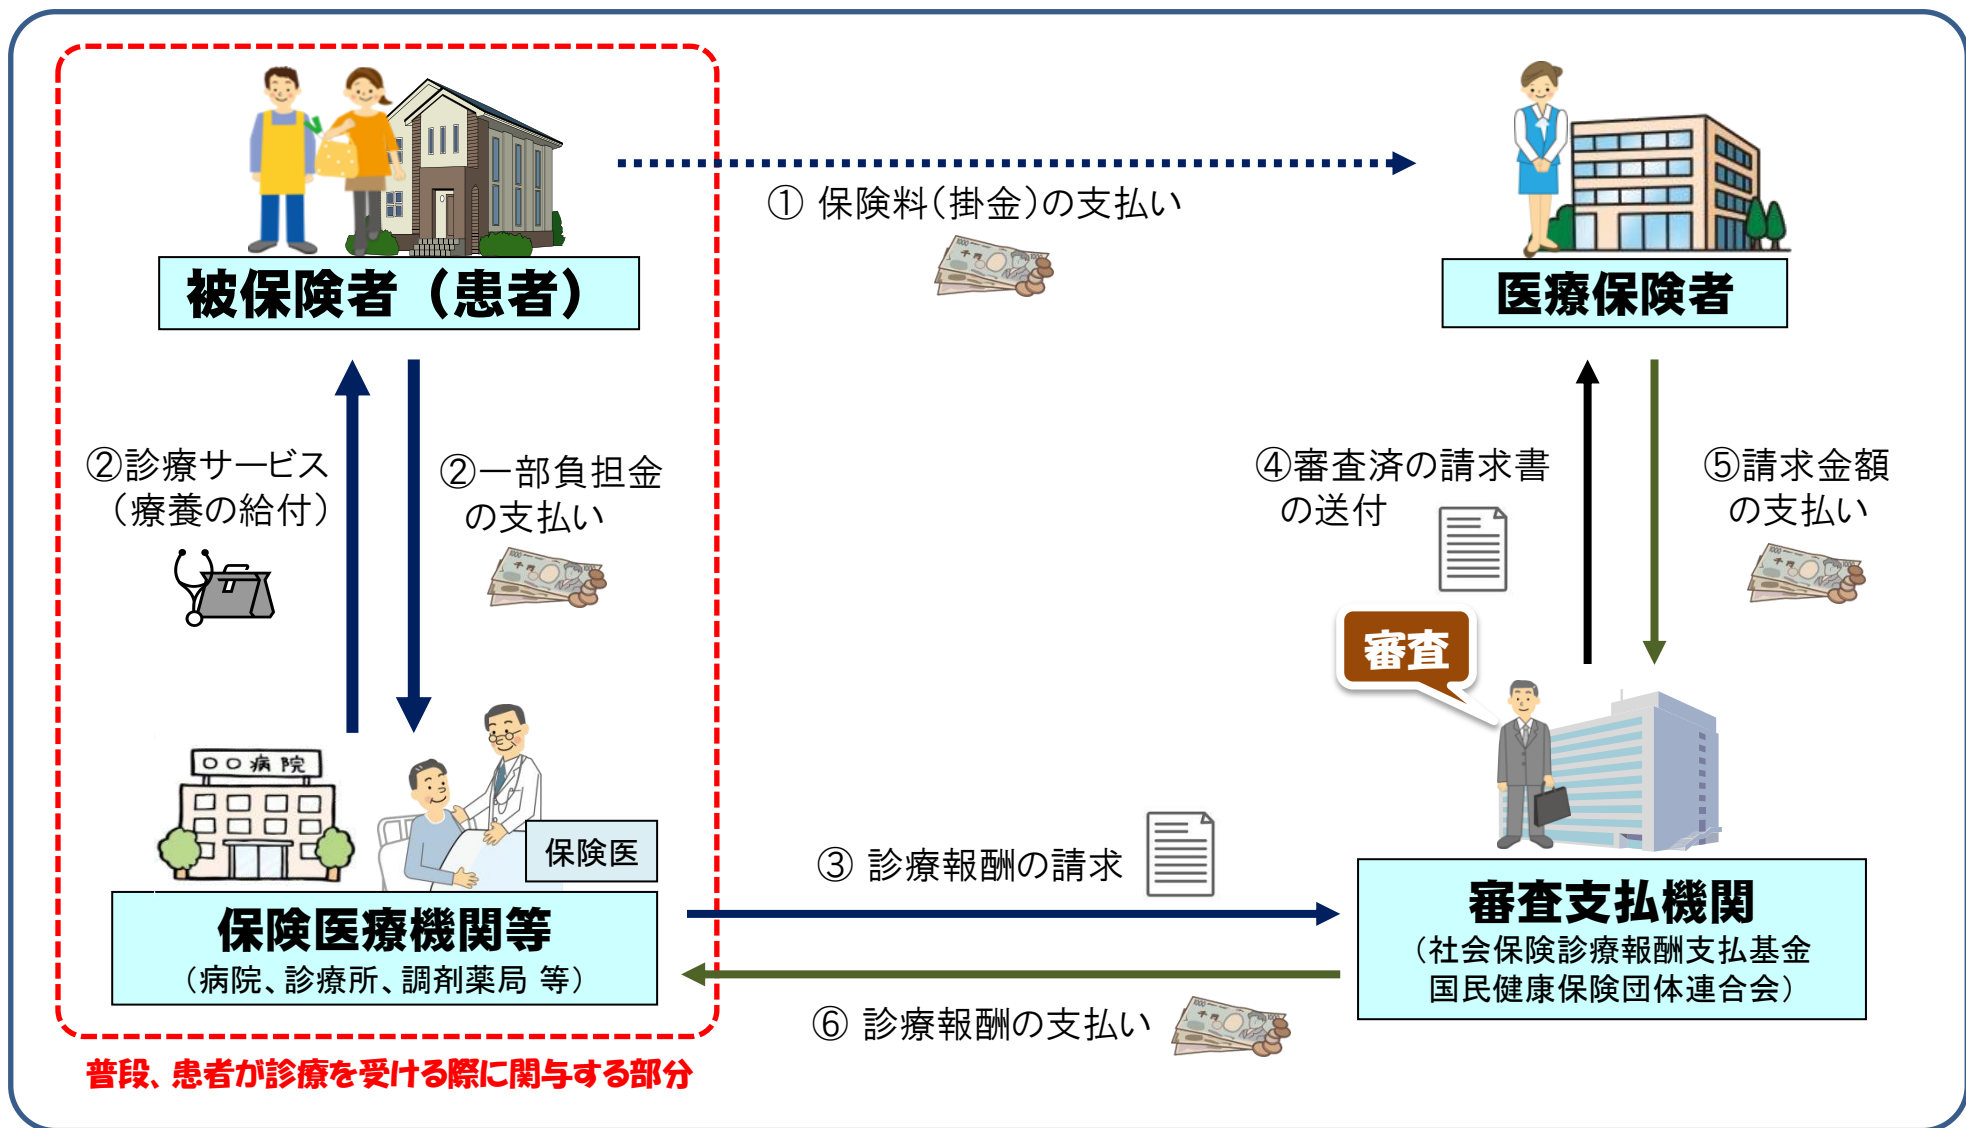 ① 保険料(掛金)の支払い
被保険者(患者)
医療保険者
②診療サービス
(療養の給付)
②一部負担金
の支払い
④審査済の請求書
の送付
⑤請求金額
の支払い
審査
○○病院
保険医
保険医療機関等
(病院、診療所、調剤薬局 等)
③ 診療報酬の請求
⑥ 診療報酬の支払い
審査支払機関
(社会保険診療報酬支払基金
国民健康保険団体連合会)
普段、患者が診療を受ける際に関与する部分